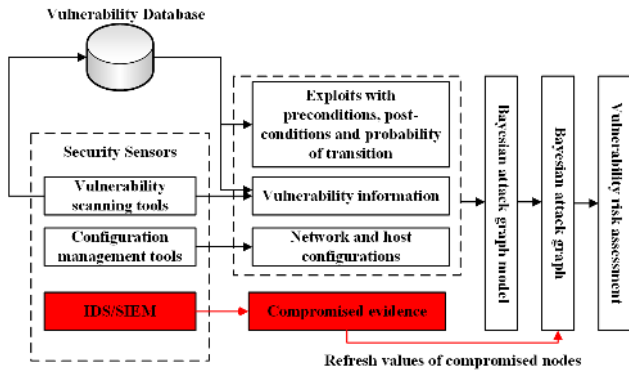 Vulnerability Database
Exploits with
preconditions, post-
conditions and probability
of transition
Security Sensors
Vulnerability
scanning tools
Vulnerability information
Configuration
management tools
Network and host
configurations
IDS/SIEM
Compromised evidence
Refresh values of compromised nodes
Bayesian attack graph model
Bayesian attack graph
Vulnerability risk assessment